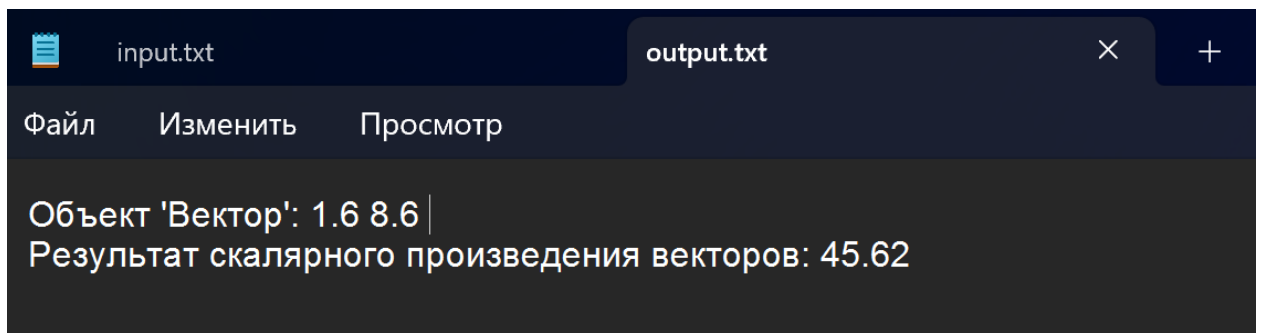 input.txt output.txt
Файл Изменить Просмотр
Объект 'Вектор': 1.6 8.6
Результат скалярного произведения векторов: 45.62